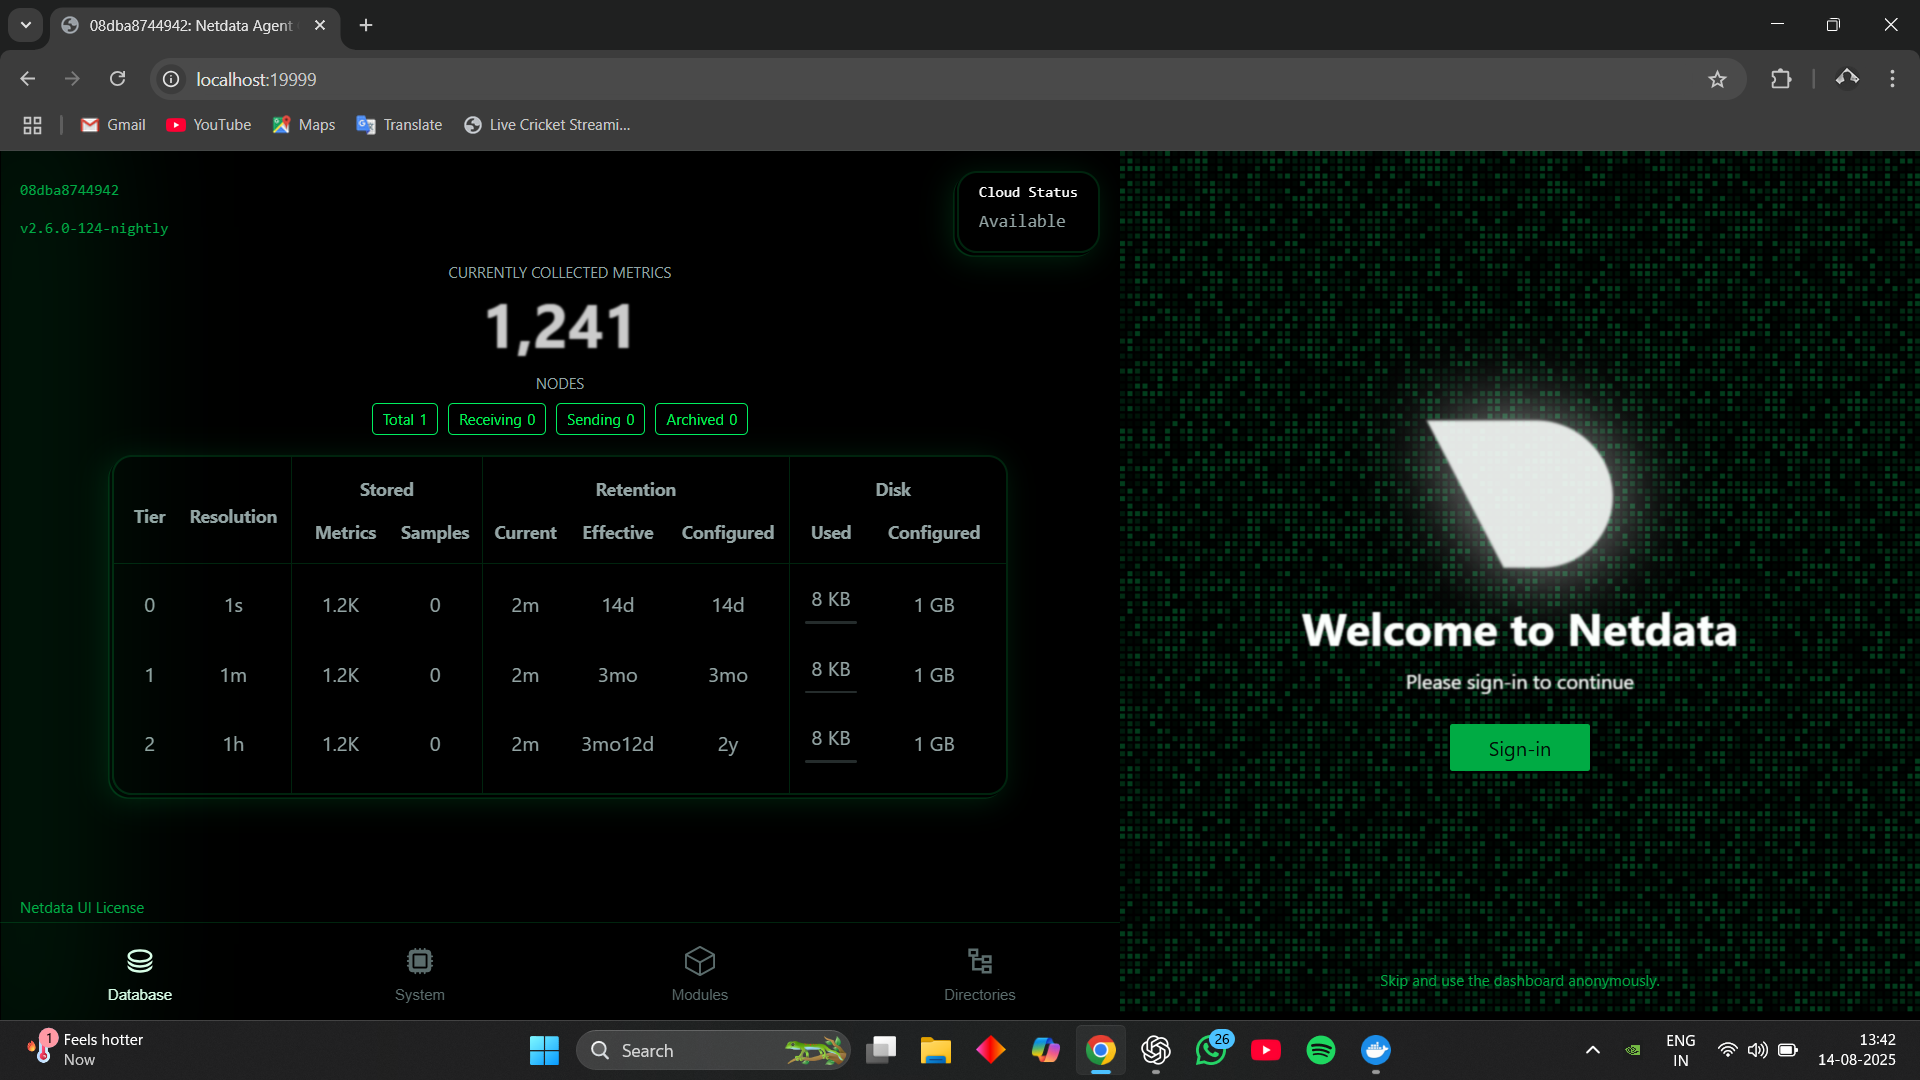 08dba8744942: Netdata Agent
localhost:19999
Gmail
YouTube
Maps
Translate
Live Cricket Streami...
08dba8744942
v2.6.0-124-nightly
Cloud Status
Available
CURRENTLY COLLECTED METRICS
1,241
NODES
Total 1 Receiving 0 Sending 0 Archived 0
Stored Retention Disk
Tier Resolution
Metrics Samples Current Effective Configured Used Configured
0 1s 1.2K 0 2m 14d 14d 8 KB 1 GB
1 1m 1.2K 0 2m 3mo 3mo 8 KB 1 GB
2 1h 1.2K 0 2m 3mo12d 2y 8 KB 1 GB
Netdata UI License
Database System Modules Directories
Welcome to Netdata
Please sign-in to continue
Sign-in
Skip and use the dashboard anonymously.
1
Feels hotter
Now
Search
26
ENG
IN
13:42
14-08-2025